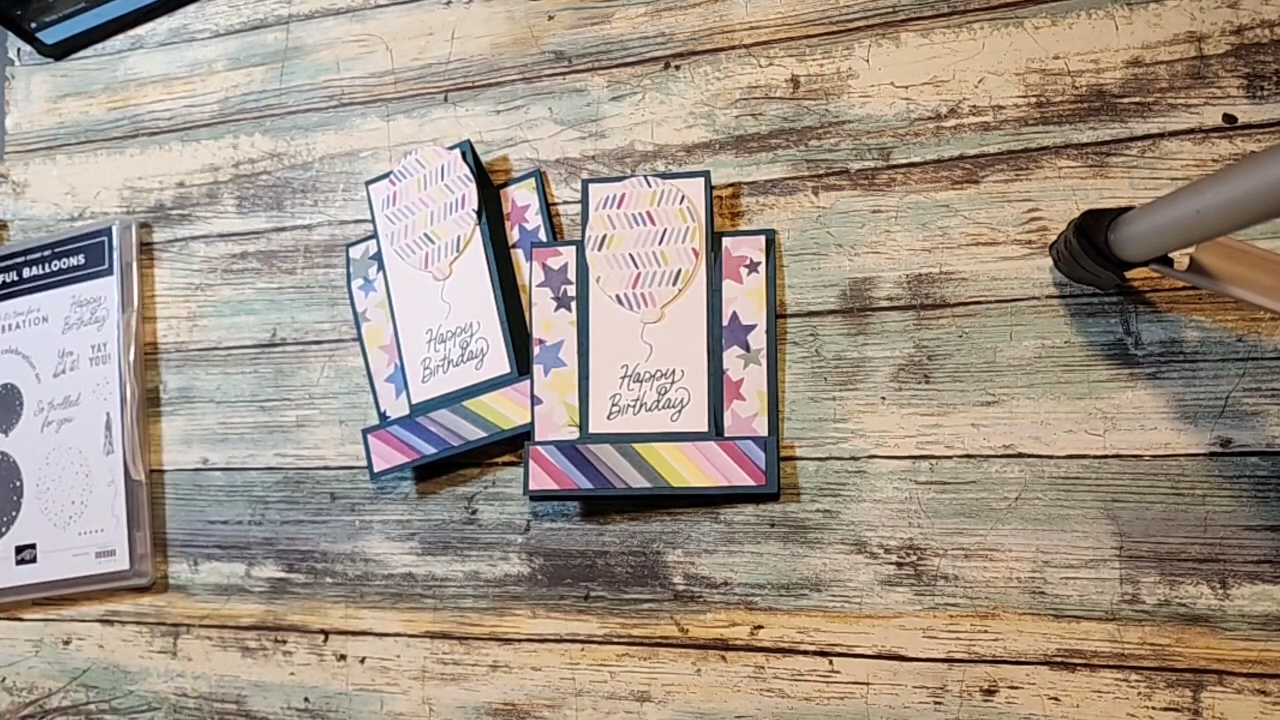 FUL BALLOONS
it's time for a
BRATION
Happy
Birthday
celebration
You
did it!
YAY
YOU!
So thrilled
for you
Happy
Birthday
Happy
Birthday